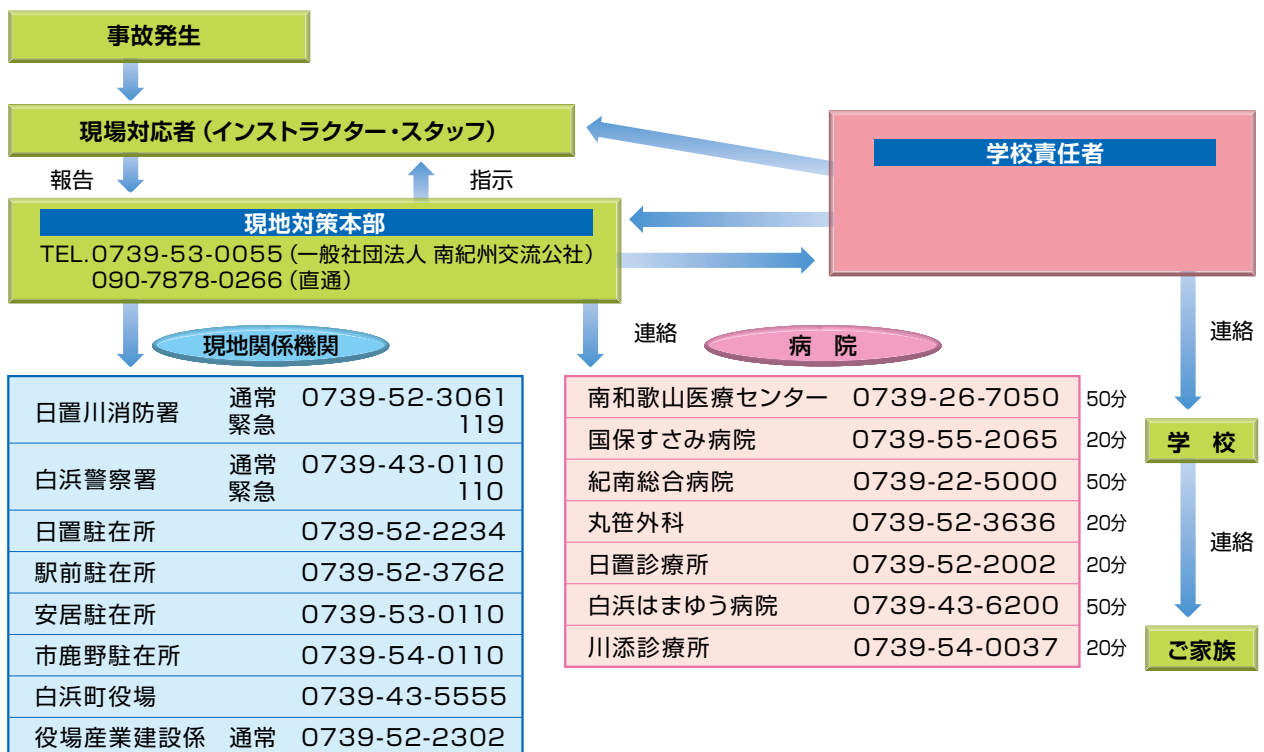 事故発生
現場対応者（インストラクター・スタッフ）
報告
指示
学校責任者
現地対策本部
TEL.0739-53-0055（一般社団法人 南紀州交流公社）
090-7878-0266（直通）
現地関係機関
連絡
病　院
連絡
日置川消防署 通常 0739-52-3061
緊急 119
白浜警察署 通常 0739-43-0110
緊急 110
日置駐在所 0739-52-2234
駅前駐在所 0739-52-3762
安居駐在所 0739-53-0110
市鹿野駐在所 0739-54-0110
白浜町役場 0739-43-5555
役場産業建設係 通常 0739-52-2302
南和歌山医療センター 0739-26-7050 50分
国保すさみ病院 0739-55-2065 20分
紀南総合病院 0739-22-5000 50分
丸笹外科 0739-52-3636 20分
日置診療所 0739-52-2002 20分
白浜はまゆう病院 0739-43-6200 50分
川添診療所 0739-54-0037 20分
学　校
連絡
ご家族